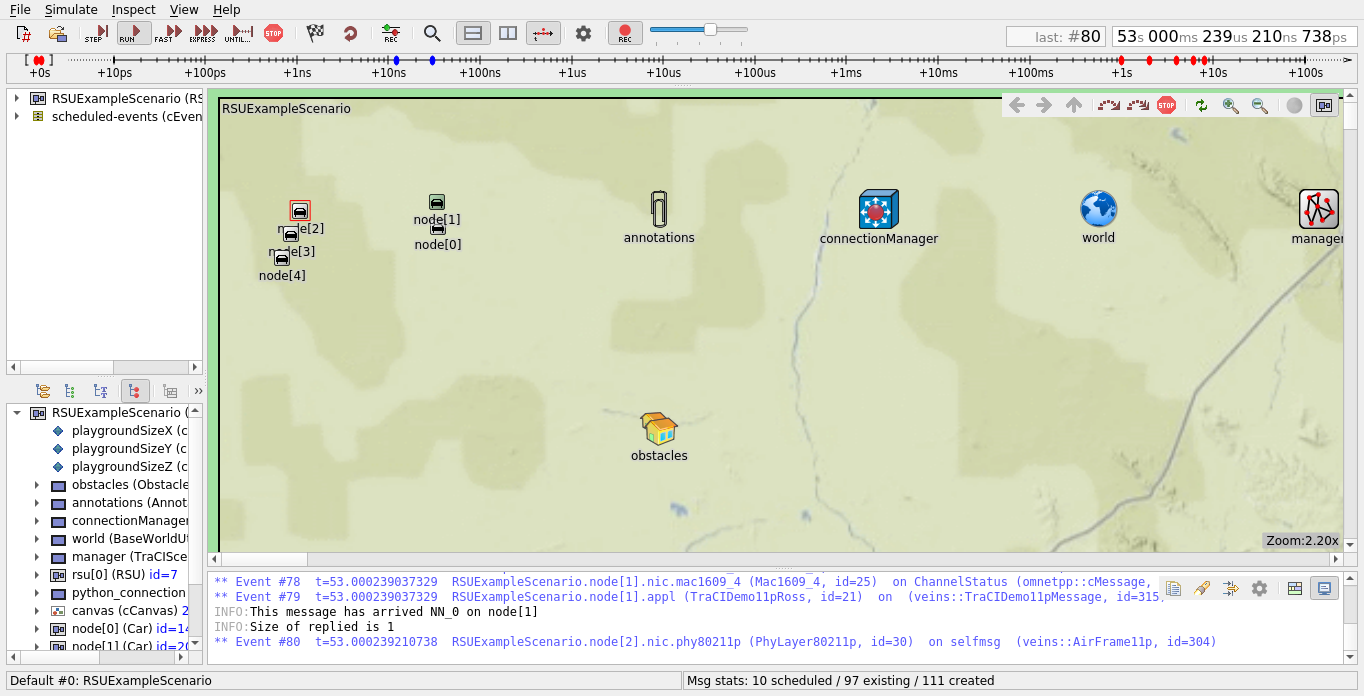 File Simulate Inspect View Help
STEP RUN FAST EXPRESS UNTIL... STOP REC REC
last: #80 53s 000ms 239us 210ns 738ps
+0s +10ps +100ps +1ns +10ns +100ns +1us +10us +100us +1ms +10ms +100ms +1s +10s +100s
RSUExampleScenario (RS
scheduled-events (cEven
RSUExampleScenario (
playgroundSizeX (c
playgroundSizeY (c
playgroundSizeZ (c
obstacles (Obstacle
annotations (Annot
connectionManager
world (BaseWorldUt
manager (TraCISce
rsu[0] (RSU) id=7
python_connection
canvas (cCanvas) 2
node[0] (Car) id=14
node[1] (Car) id=20
RSUExampleScenario
STOP
node[2]
node[3]
node[4]
node[1]
node[0]
annotations
connectionManager
world
manager
obstacles
Zoom:2.20x
** Event #78 t=53.000239037329 RSUExampleScenario.node[1].nic.mac1609_4 (Mac1609_4, id=25) on ChannelStatus (omnetpp::cMessage,
** Event #79 t=53.000239037329 RSUExampleScenario.node[1].appl (TraCIDemo11pRoss, id=21) on (veins::TraCIDemo11pMessage, id=315
INFO:This message has arrived NN_0 on node[1]
INFO:Size of replied is 1
** Event #80 t=53.000239210738 RSUExampleScenario.node[2].nic.phy80211p (PhyLayer80211p, id=30) on selfmsg (veins::AirFrame11p, id=304)
Default #0: RSUExampleScenario
Msg stats: 10 scheduled / 97 existing / 111 created